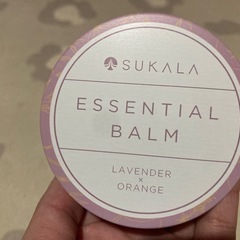 SUKALA
ESSENTIAL
BALM
LAVENDER
×
ORANGE